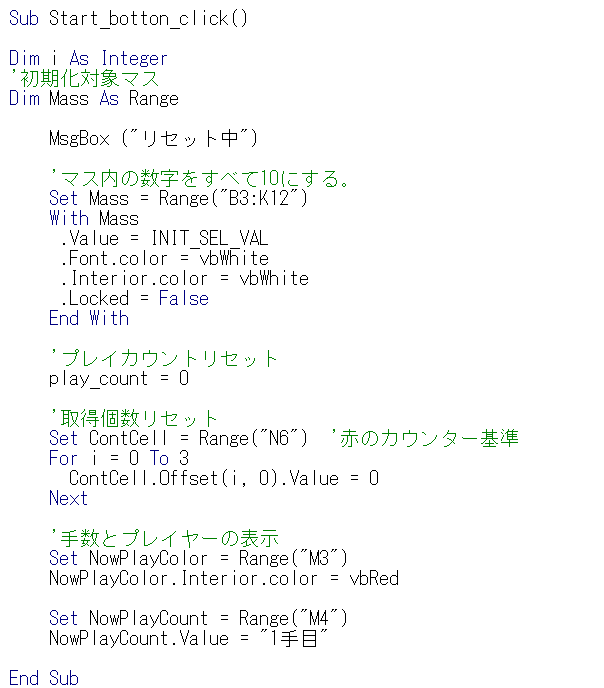 Sub Start_botton_click()
Dim i As Integer
'初期化対象マス
Dim Mass As Range
MsgBox ("リセット中")
'マス内の数字をすべて10にする。
Set Mass = Range("B3:K12")
With Mass
.Value = INIT_SEL_VAL
.Font.color = vbWhite
.Interior.color = vbWhite
.Locked = False
End With
'プレイカウントリセット
play_count = 0
'取得個数リセット
Set ContCell = Range("N6")  '赤のカウンター基準
For i = 0 To 3
ContCell.Offset(i, 0).Value = 0
Next
'手数とプレイヤーの表示
Set NowPlayColor = Range("M3")
NowPlayColor.Interior.color = vbRed
Set NowPlayCount = Range("M4")
NowPlayCount.Value = "1手目"
End Sub